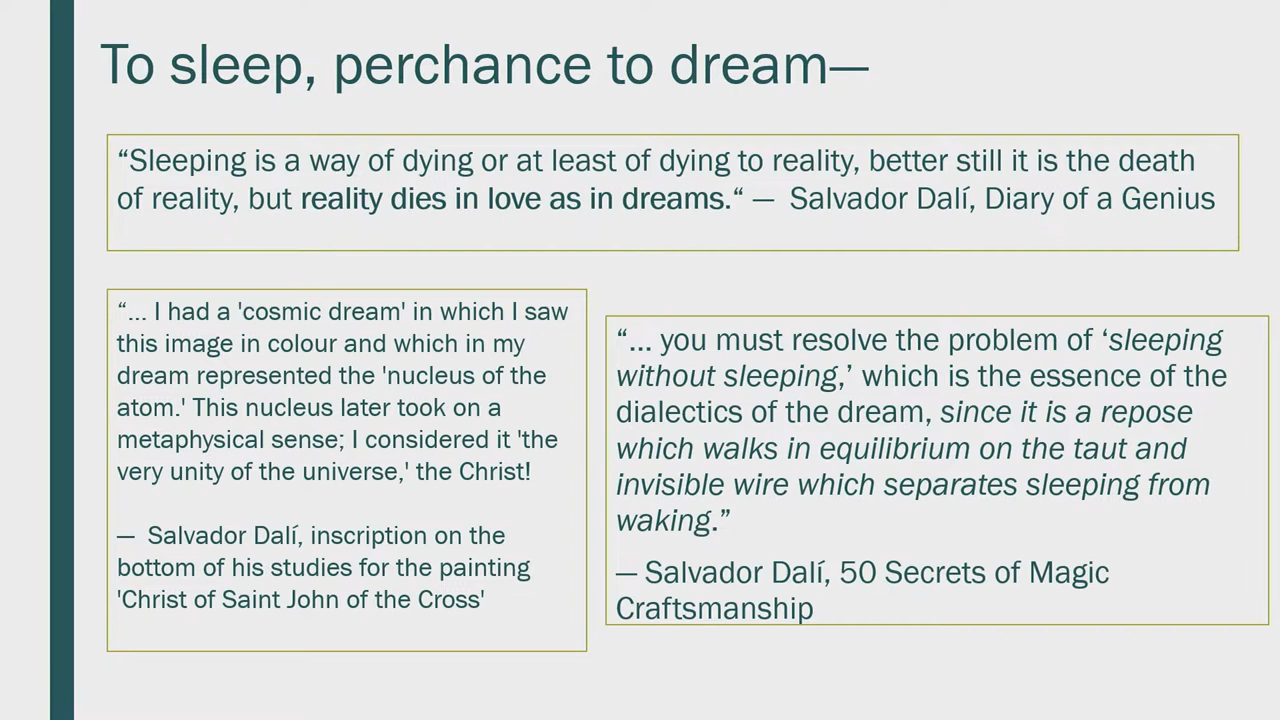 To sleep, perchance to dream—
“Sleeping is a way of dying or at least of dying to reality, better still it is the death
of reality, but reality dies in love as in dreams.“ — Salvador Dalí, Diary of a Genius
“... I had a 'cosmic dream' in which I saw
this image in colour and which in my
dream represented the 'nucleus of the
atom.' This nucleus later took on a
metaphysical sense; I considered it 'the
very unity of the universe,' the Christ!
— Salvador Dalí, inscription on the
bottom of his studies for the painting
'Christ of Saint John of the Cross'
“... you must resolve the problem of ‘sleeping
without sleeping,’ which is the essence of the
dialectics of the dream, since it is a repose
which walks in equilibrium on the taut and
invisible wire which separates sleeping from
waking.”
— Salvador Dalí, 50 Secrets of Magic
Craftsmanship